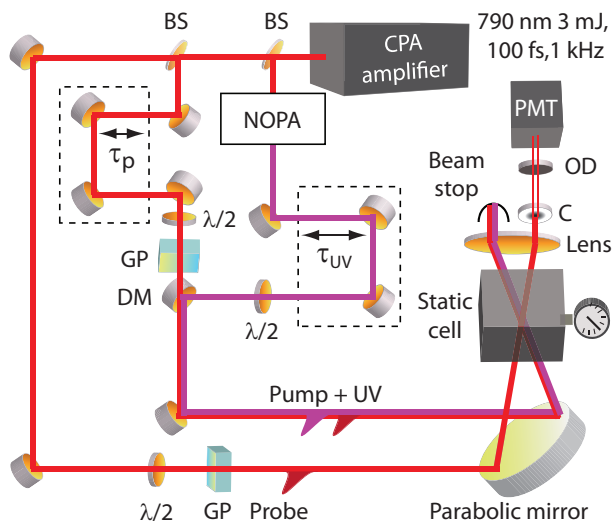 BS
BS
CPA
amplifier
790 nm 3 mJ,
100 fs,1 kHz
NOPA
PMT
τp
Beam
stop
OD
C
λ/2
Lens
GP
τUV
DM
λ/2
Static
cell
Pump + UV
λ/2
GP
Probe
Parabolic mirror